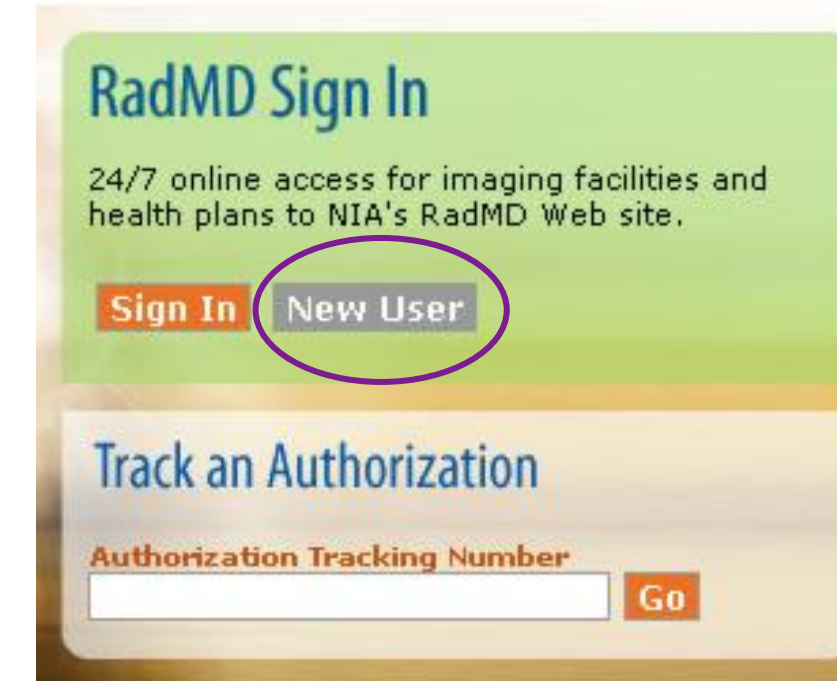 RadMD Sign In
24/7 online access for imaging facilities and
health plans to NIA's RadMD Web site.
Sign In New User
Track an Authorization
Authorization Tracking Number
Go